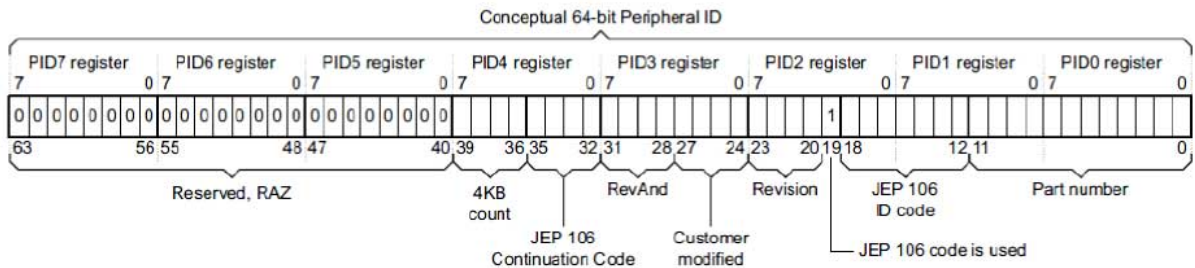 Conceptual 64-bit Peripheral ID
PID7 register PID6 register PID5 register PID4 register PID3 register PID2 register PID1 register PID0 register
7 0 7 0 7 0 7 0 7 0 7 0 7 0 7 0
0 0 0 0 0 0 0 0 0 0 0 0 0 0 0 0 0 0 0 0 0 0 0 0 1
63 56 55 48 47 40 39 36 35 32 31 28 27 24 23 20 19 18 12 11 0
Reserved, RAZ 4KB count RevAnd Revision JEP 106 ID code Part number
JEP 106 Continuation Code Customer modified JEP 106 code is used